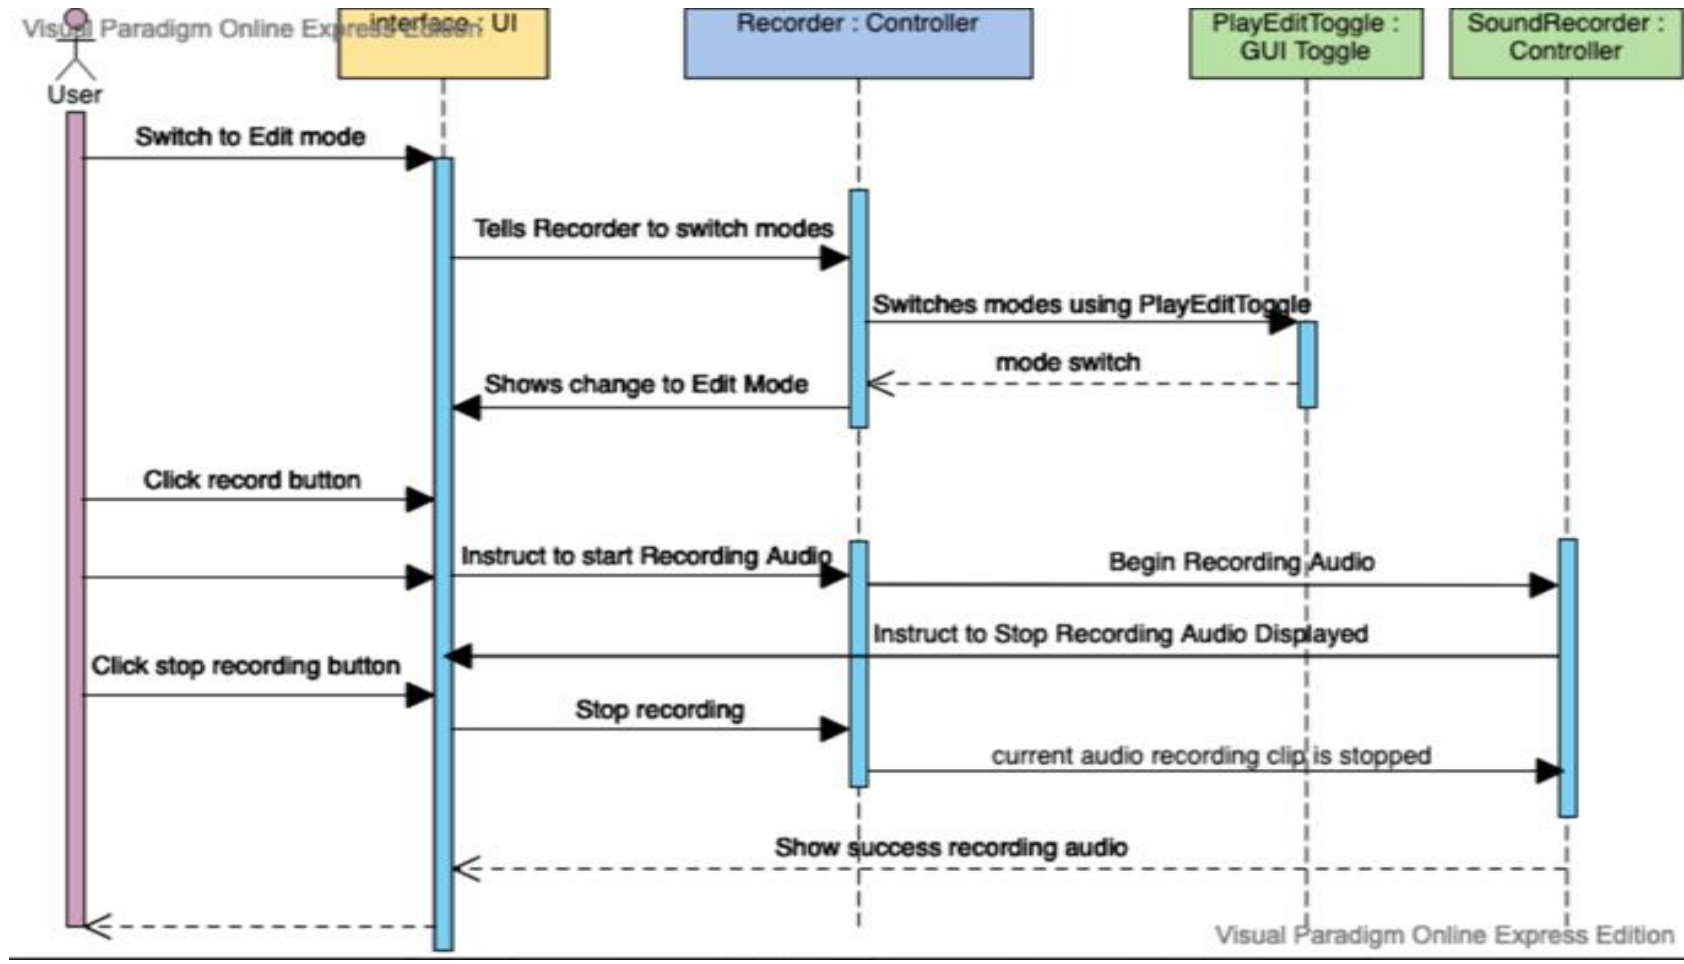 Visual Paradigm Online Express Edition
interface : UI
Recorder : Controller
PlayEditToggle :
GUI Toggle
SoundRecorder :
Controller
User
Switch to Edit mode
Tells Recorder to switch modes
Switches modes using PlayEditToggle
mode switch
Shows change to Edit Mode
Click record button
Instruct to start Recording Audio
Begin Recording Audio
Instruct to Stop Recording Audio Displayed
Click stop recording button
Stop recording
current audio recording clip is stopped
Show success recording audio
Visual Paradigm Online Express Edition